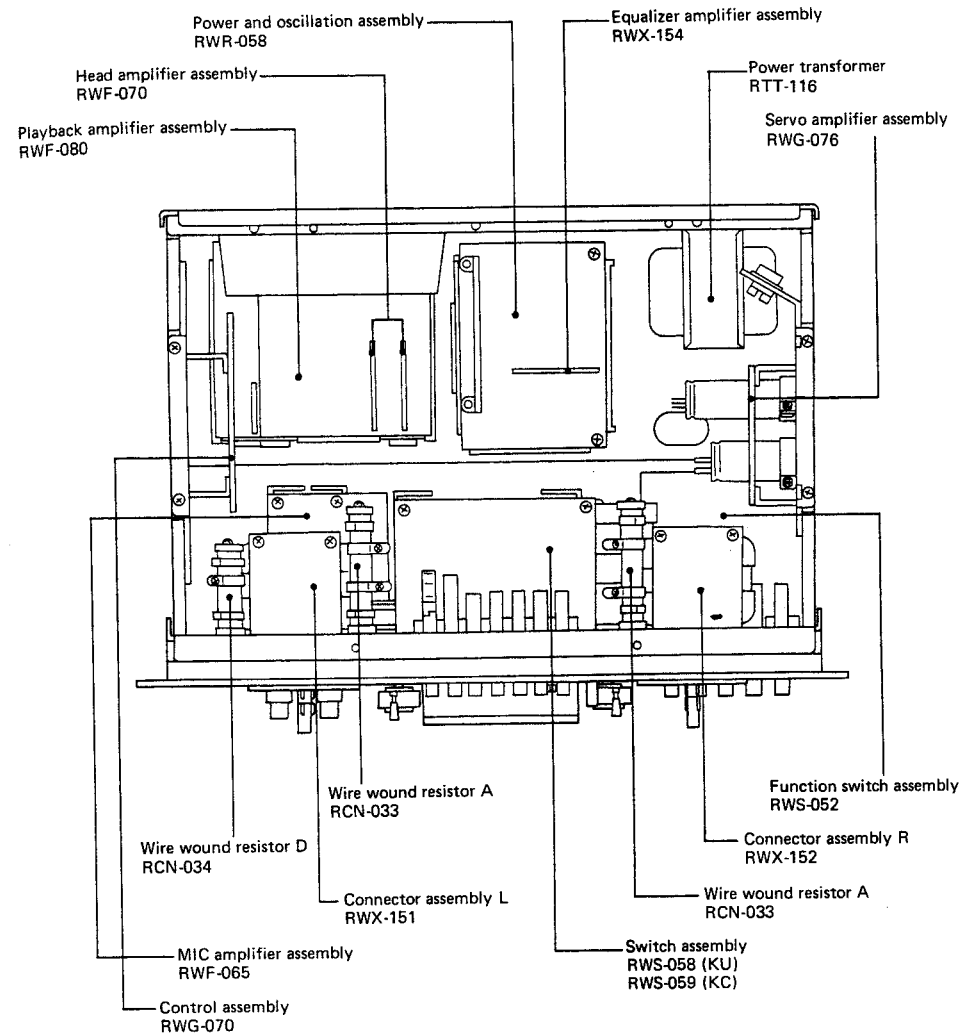 Power and oscillation assembly
RWR-058
Equalizer amplifier assembly
RWX-154
Head amplifier assembly
RWF-070
Power transformer
RTT-116
Playback amplifier assembly
RWF-080
Servo amplifier assembly
RWG-076
Function switch assembly
RWS-052
Wire wound resistor A
RCN-033
Wire wound resistor D
RCN-034
Connector assembly R
RWX-152
Connector assembly L
RWX-151
Wire wound resistor A
RCN-033
MIC amplifier assembly
RWF-065
Switch assembly
RWS-058 (KU)
RWS-059 (KC)
Control assembly
RWG-070